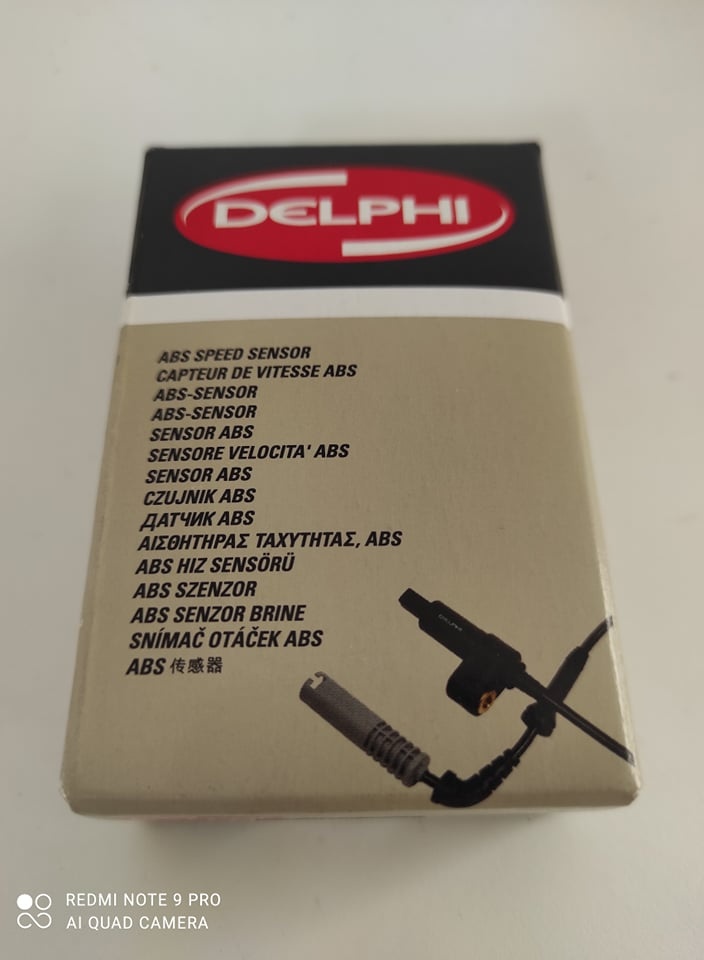 DELPHI
ABS SPEED SENSOR
CAPTEUR DE VITESSE ABS
ABS-SENSOR
ABS-SENSOR
SENSOR ABS
SENSORE VELOCITA' ABS
SENSOR ABS
CZUJNIK ABS
ДАТЧИК ABS
ΑΙΣΘΗΤΗΡΑΣ ΤΑΧΥΤΗΤΑΣ, ABS
ABS HIZ SENSÖRÜ
ABS SZENZOR
ABS SENZOR BRINE
SNÍMAČ OTÁČEK ABS
ABS 传感器
DELPHI
REDMI NOTE 9 PRO
AI QUAD CAMERA